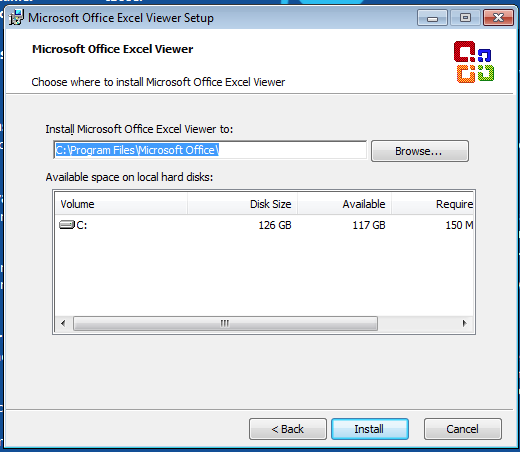 Microsoft Office Excel Viewer Setup
Microsoft Office Excel Viewer
Choose where to install Microsoft Office Excel Viewer
Install Microsoft Office Excel Viewer to:
C:\Program Files\Microsoft Office\
Browse...
Available space on local hard disks:
Volume Disk Size Available Require
C: 126 GB 117 GB 150 M
< Back Install Cancel